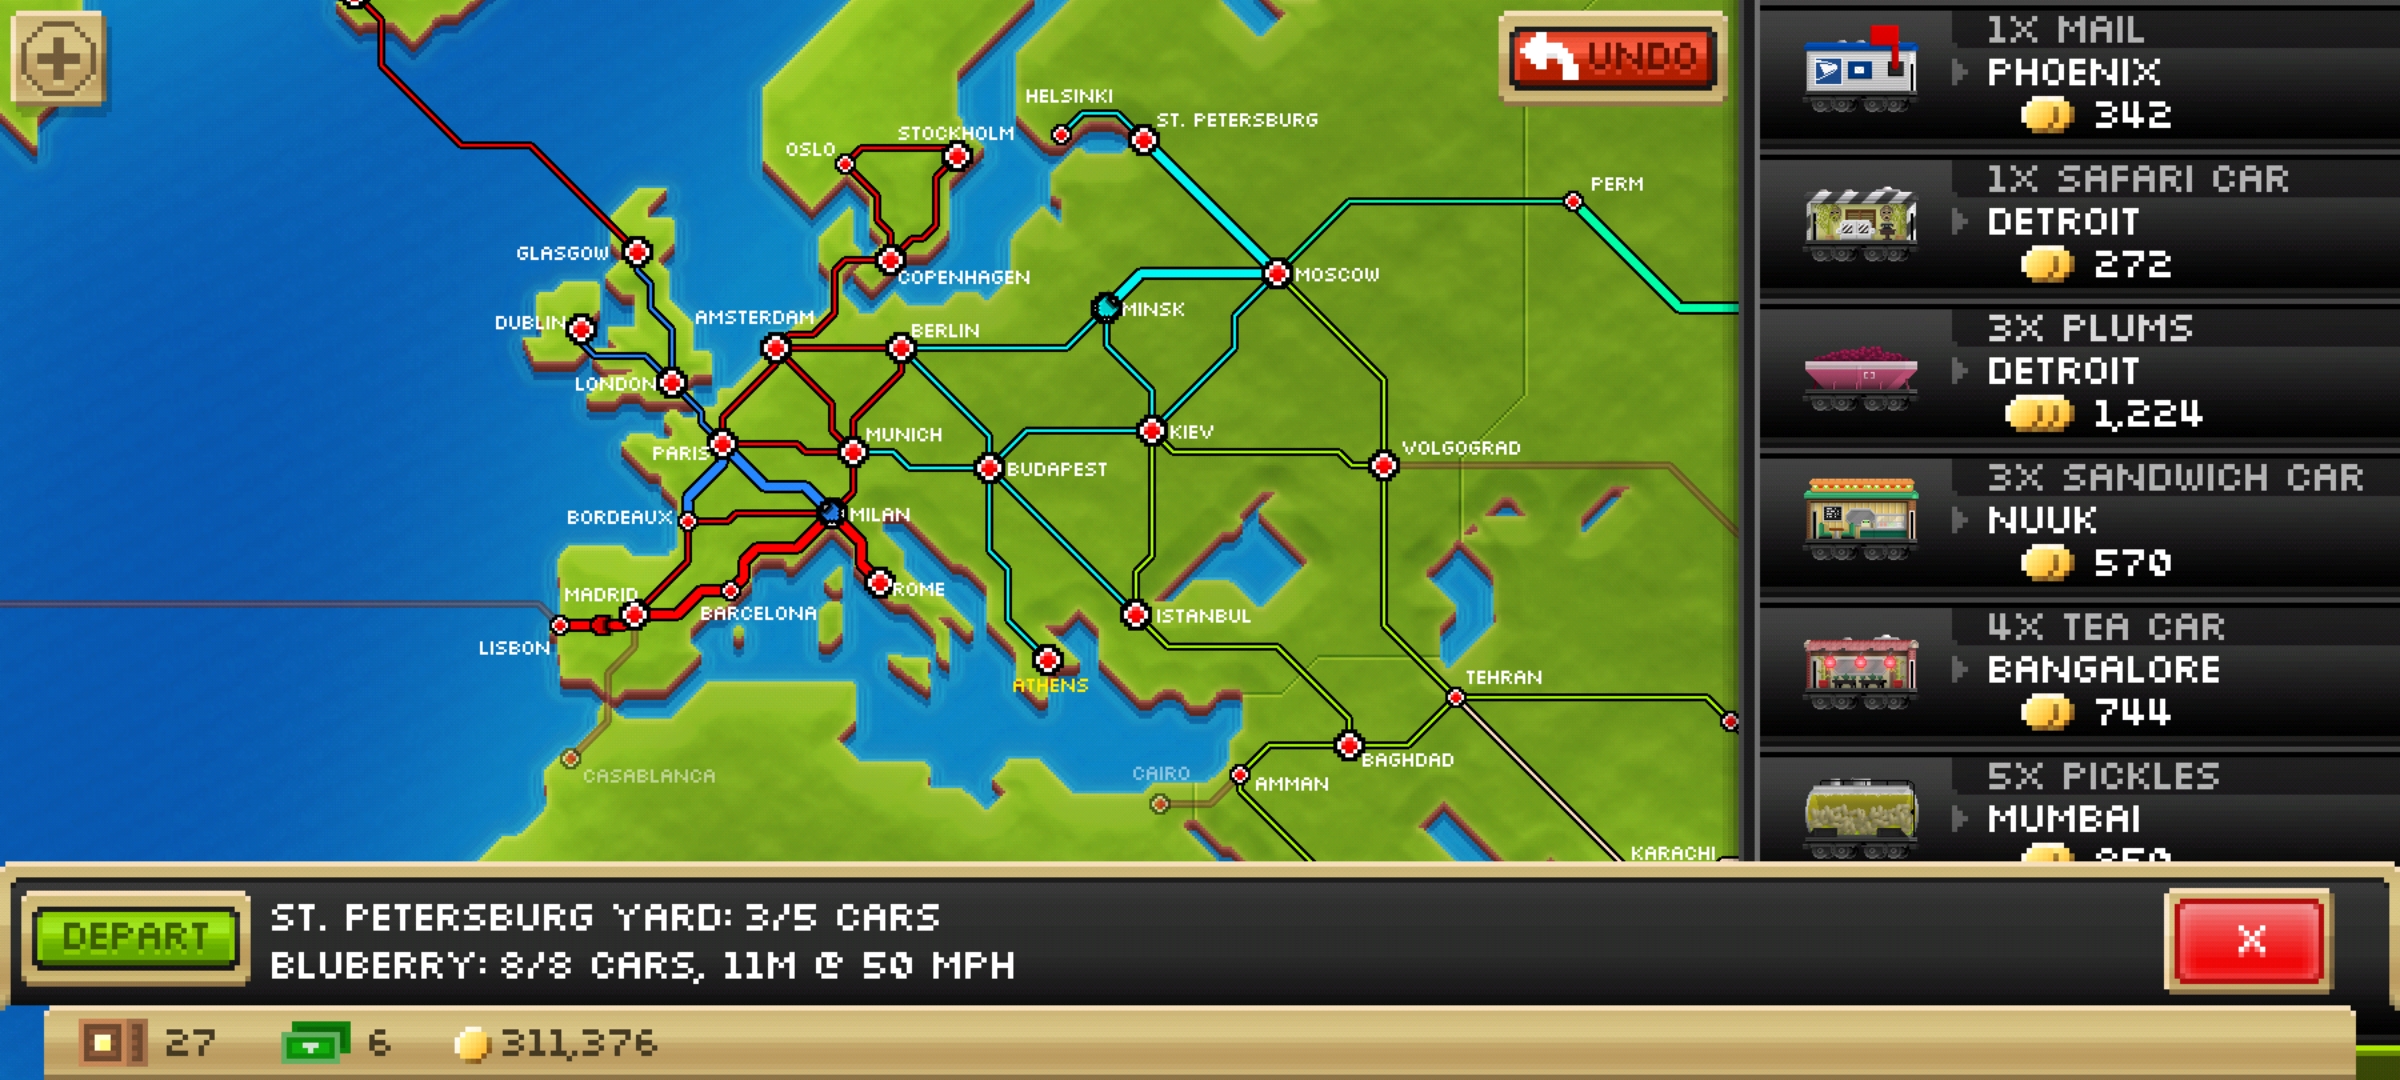 UNDO
HELSINKI
ST. PETERSBURG
STOCKHOLM
OSLO
PERM
GLASGOW
COPENHAGEN
MOSCOW
MINSK
DUBLIN
AMSTERDAM
BERLIN
LONDON
MUNICH
KIEV
PARIS
BUDAPEST
VOLGOGRAD
BORDEAUX
MILAN
MADRID
ROME
BARCELONA
ISTANBUL
LISBON
ATHENS
TEHRAN
CASABLANCA
CAIRO
AMMAN
BAGHDAD
KARACHI
1X MAIL
PHOENIX
342
1X SAFARI CAR
DETROIT
272
3X PLUMS
DETROIT
1,224
3X SANDWICH CAR
NUUK
570
4X TEA CAR
BANGALORE
744
5X PICKLES
MUMBAI
DEPART
ST. PETERSBURG YARD: 3/5 CARS
BLUBERRY: 8/8 CARS, 11M @ 50 MPH
X
27
6
311,376